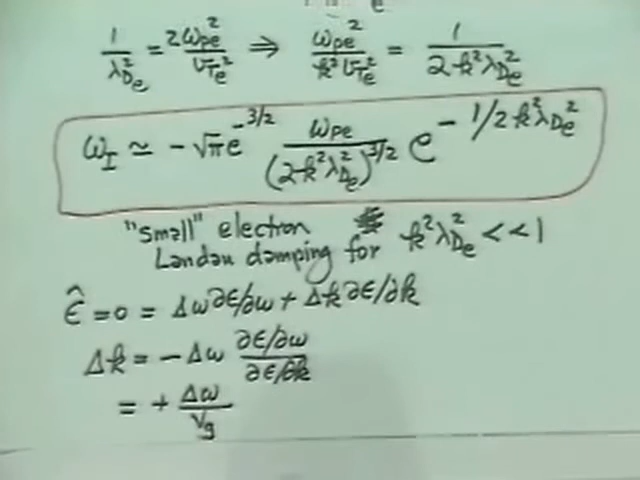 1/λ_De² = 2ω_pe²/v_Te² ⇒ ω_pe²/k²v_Te² = 1/2k²λ_De²
ω_I ≃ -√π e^(-3/2) ω_pe/(2k²λ_De²)^(3/2) e^(-1/2k²λ_De²)
"small" electron
Landau damping for k²λ_De² << 1
ε̂ = 0 = Δω ∂ε/∂ω + Δk ∂ε/∂k
Δk = -Δω (∂ε/∂ω)/(∂ε/∂k)
= + Δω/v_g